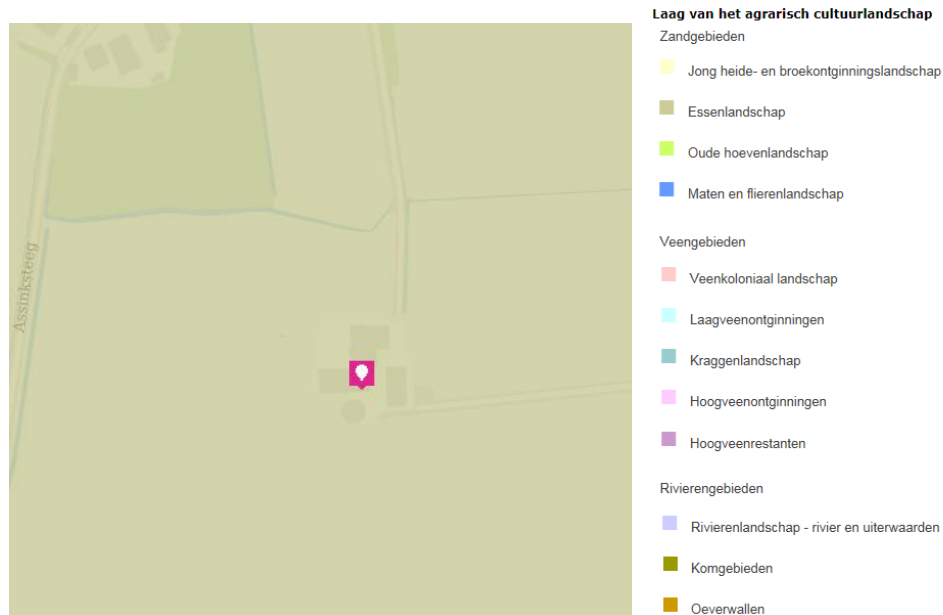 Laag van het agrarisch cultuurlandschap
Zandgebieden
Jong heide- en broekontginningslandschap
Essenlandschap
Oude hoevenlandschap
Maten en flierenlandschap
Veengebieden
Veenkoloniaal landschap
Laagveenontginningen
Kraggenlandschap
Hoogveenontginningen
Hoogveenrestanten
Rivierengebieden
Rivierenlandschap - rivier en uiterwaarden
Komgebieden
Oeverwallen
Assinksteeg